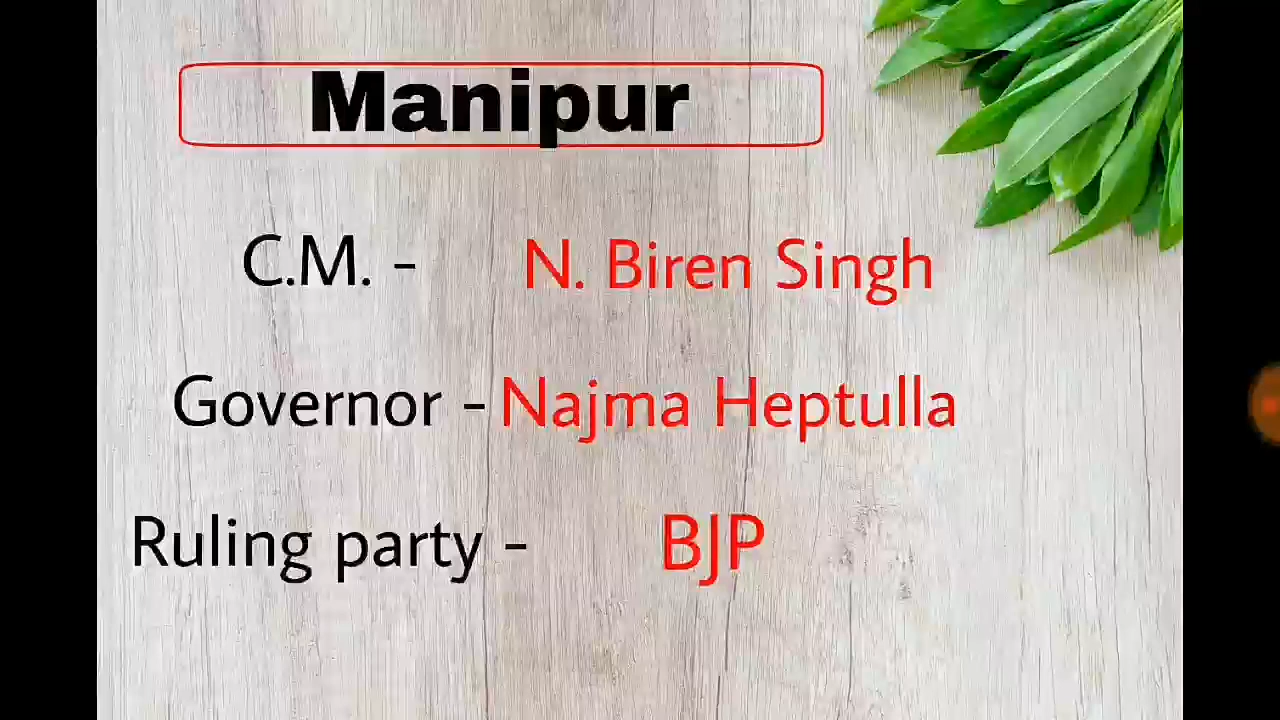 Manipur
C.M. - N. Biren Singh
Governor - Najma Heptulla
Ruling party - BJP